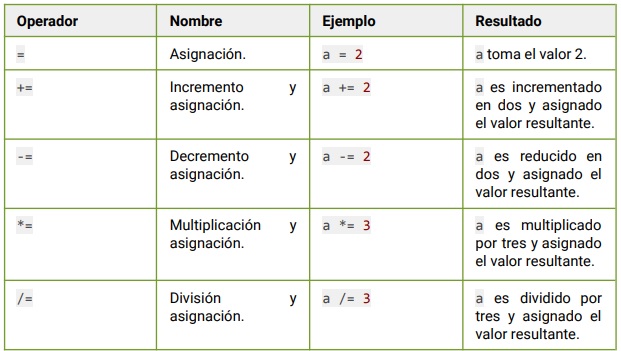 Operador Nombre Ejemplo Resultado
= Asignación. a = 2 a toma el valor 2.
+= Incremento y asignación. a += 2 a es incrementado en dos y asignado el valor resultante.
-= Decremento y asignación. a -= 2 a es reducido en dos y asignado el valor resultante.
*= Multiplicación y asignación. a *= 3 a es multiplicado por tres y asignado el valor resultante.
/= División y asignación. a /= 3 a es dividido por tres y asignado el valor resultante.